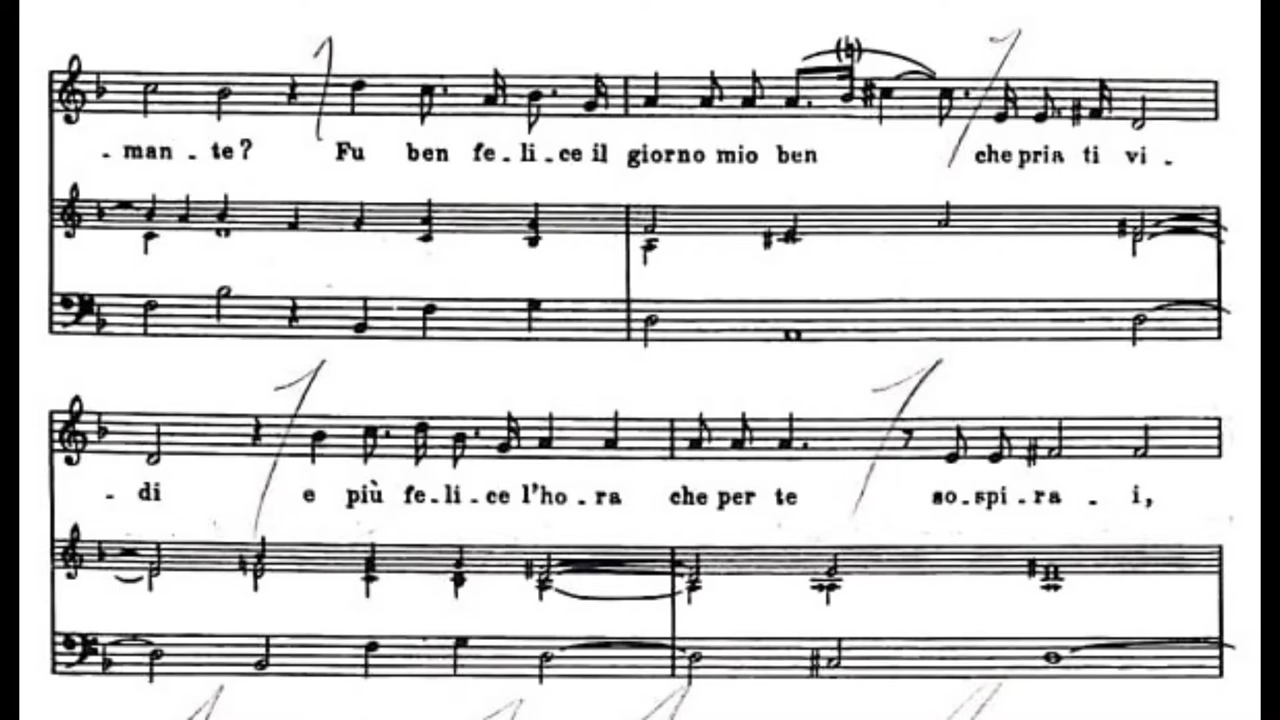 . man . te? Fu ben fe . li . ce il giorno mio ben che pria ti vi .
. di e più fe . li . ce l'ho . ra che per te so . spi . ra . i,